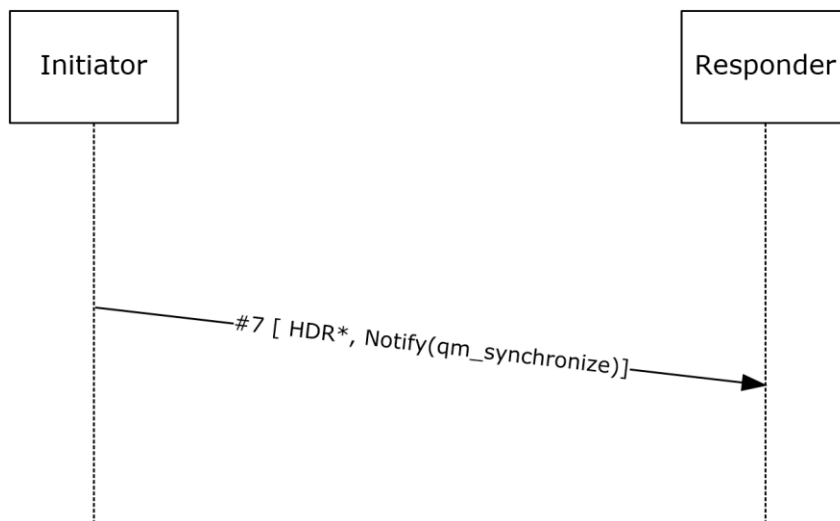 Initiator
Responder
#7 [ HDR*, Notify(qm_synchronize)]